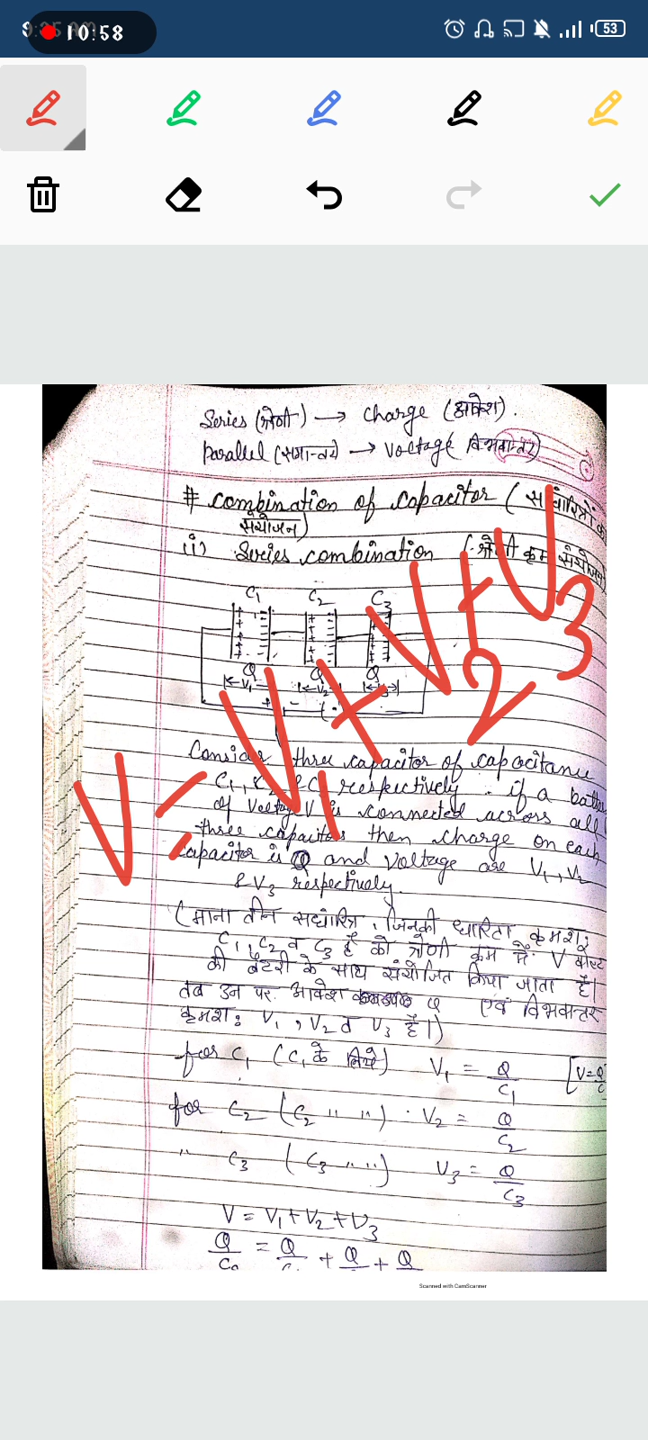 10:58
53
Series (श्रेणी) → charge (आवेश).
parallel (समान्तर) → voltage (विभवान्तर)
# combination of capacitor (संधारित्रों का
संयोजन)
(i) Series combination (श्रेणी क्रम संयोजन)
C1 C2 C3
Q Q Q
V1 V2
V = V1 + V2 + V3
Consider three capacitor of capacitance
C1, respectively. if a battery
of voltage V is connected across all
three capacitor then charge on each
capacitor is Q and voltage are V1, V2
& V3 respectively.
(माना तीन संधारित्र, जिनकी धारिता क्रमशः
C1, C2 व C3 है को श्रेणी क्रम में V वोल्ट
की बैटरी के साथ संयोजित किया जाता है।
तब उन पर आवेश Q एवं विभवान्तर
क्रमशः V1, V2 व V3 है।)
for C1 (C1 के लिये) V1 = Q/C1 [V=Q/C
for C2 (C2 " ") V2 = Q/C2
" C3 (C3 " ") V3 = Q/C3
V = V1+V2+V3
Q = Q + Q + Q
Scanned with CamScanner